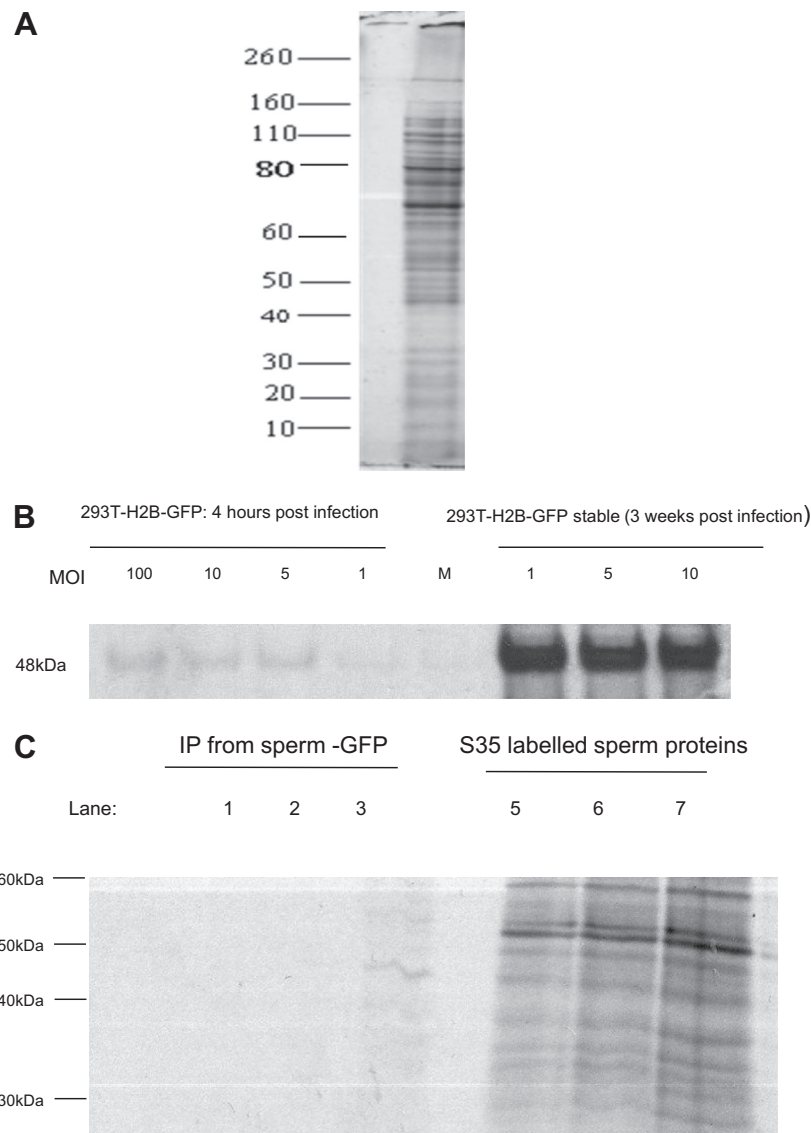 A
260
160
110
80
60
50
40
30
20
10
B
293T-H2B-GFP: 4 hours post infection
293T-H2B-GFP stable (3 weeks post infection)
MOI 100 10 5 1 M 1 5 10
48kDa
C
IP from sperm -GFP
S35 labelled sperm proteins
Lane: 1 2 3 5 6 7
60kDa
50kDa
40kDa
30kDa